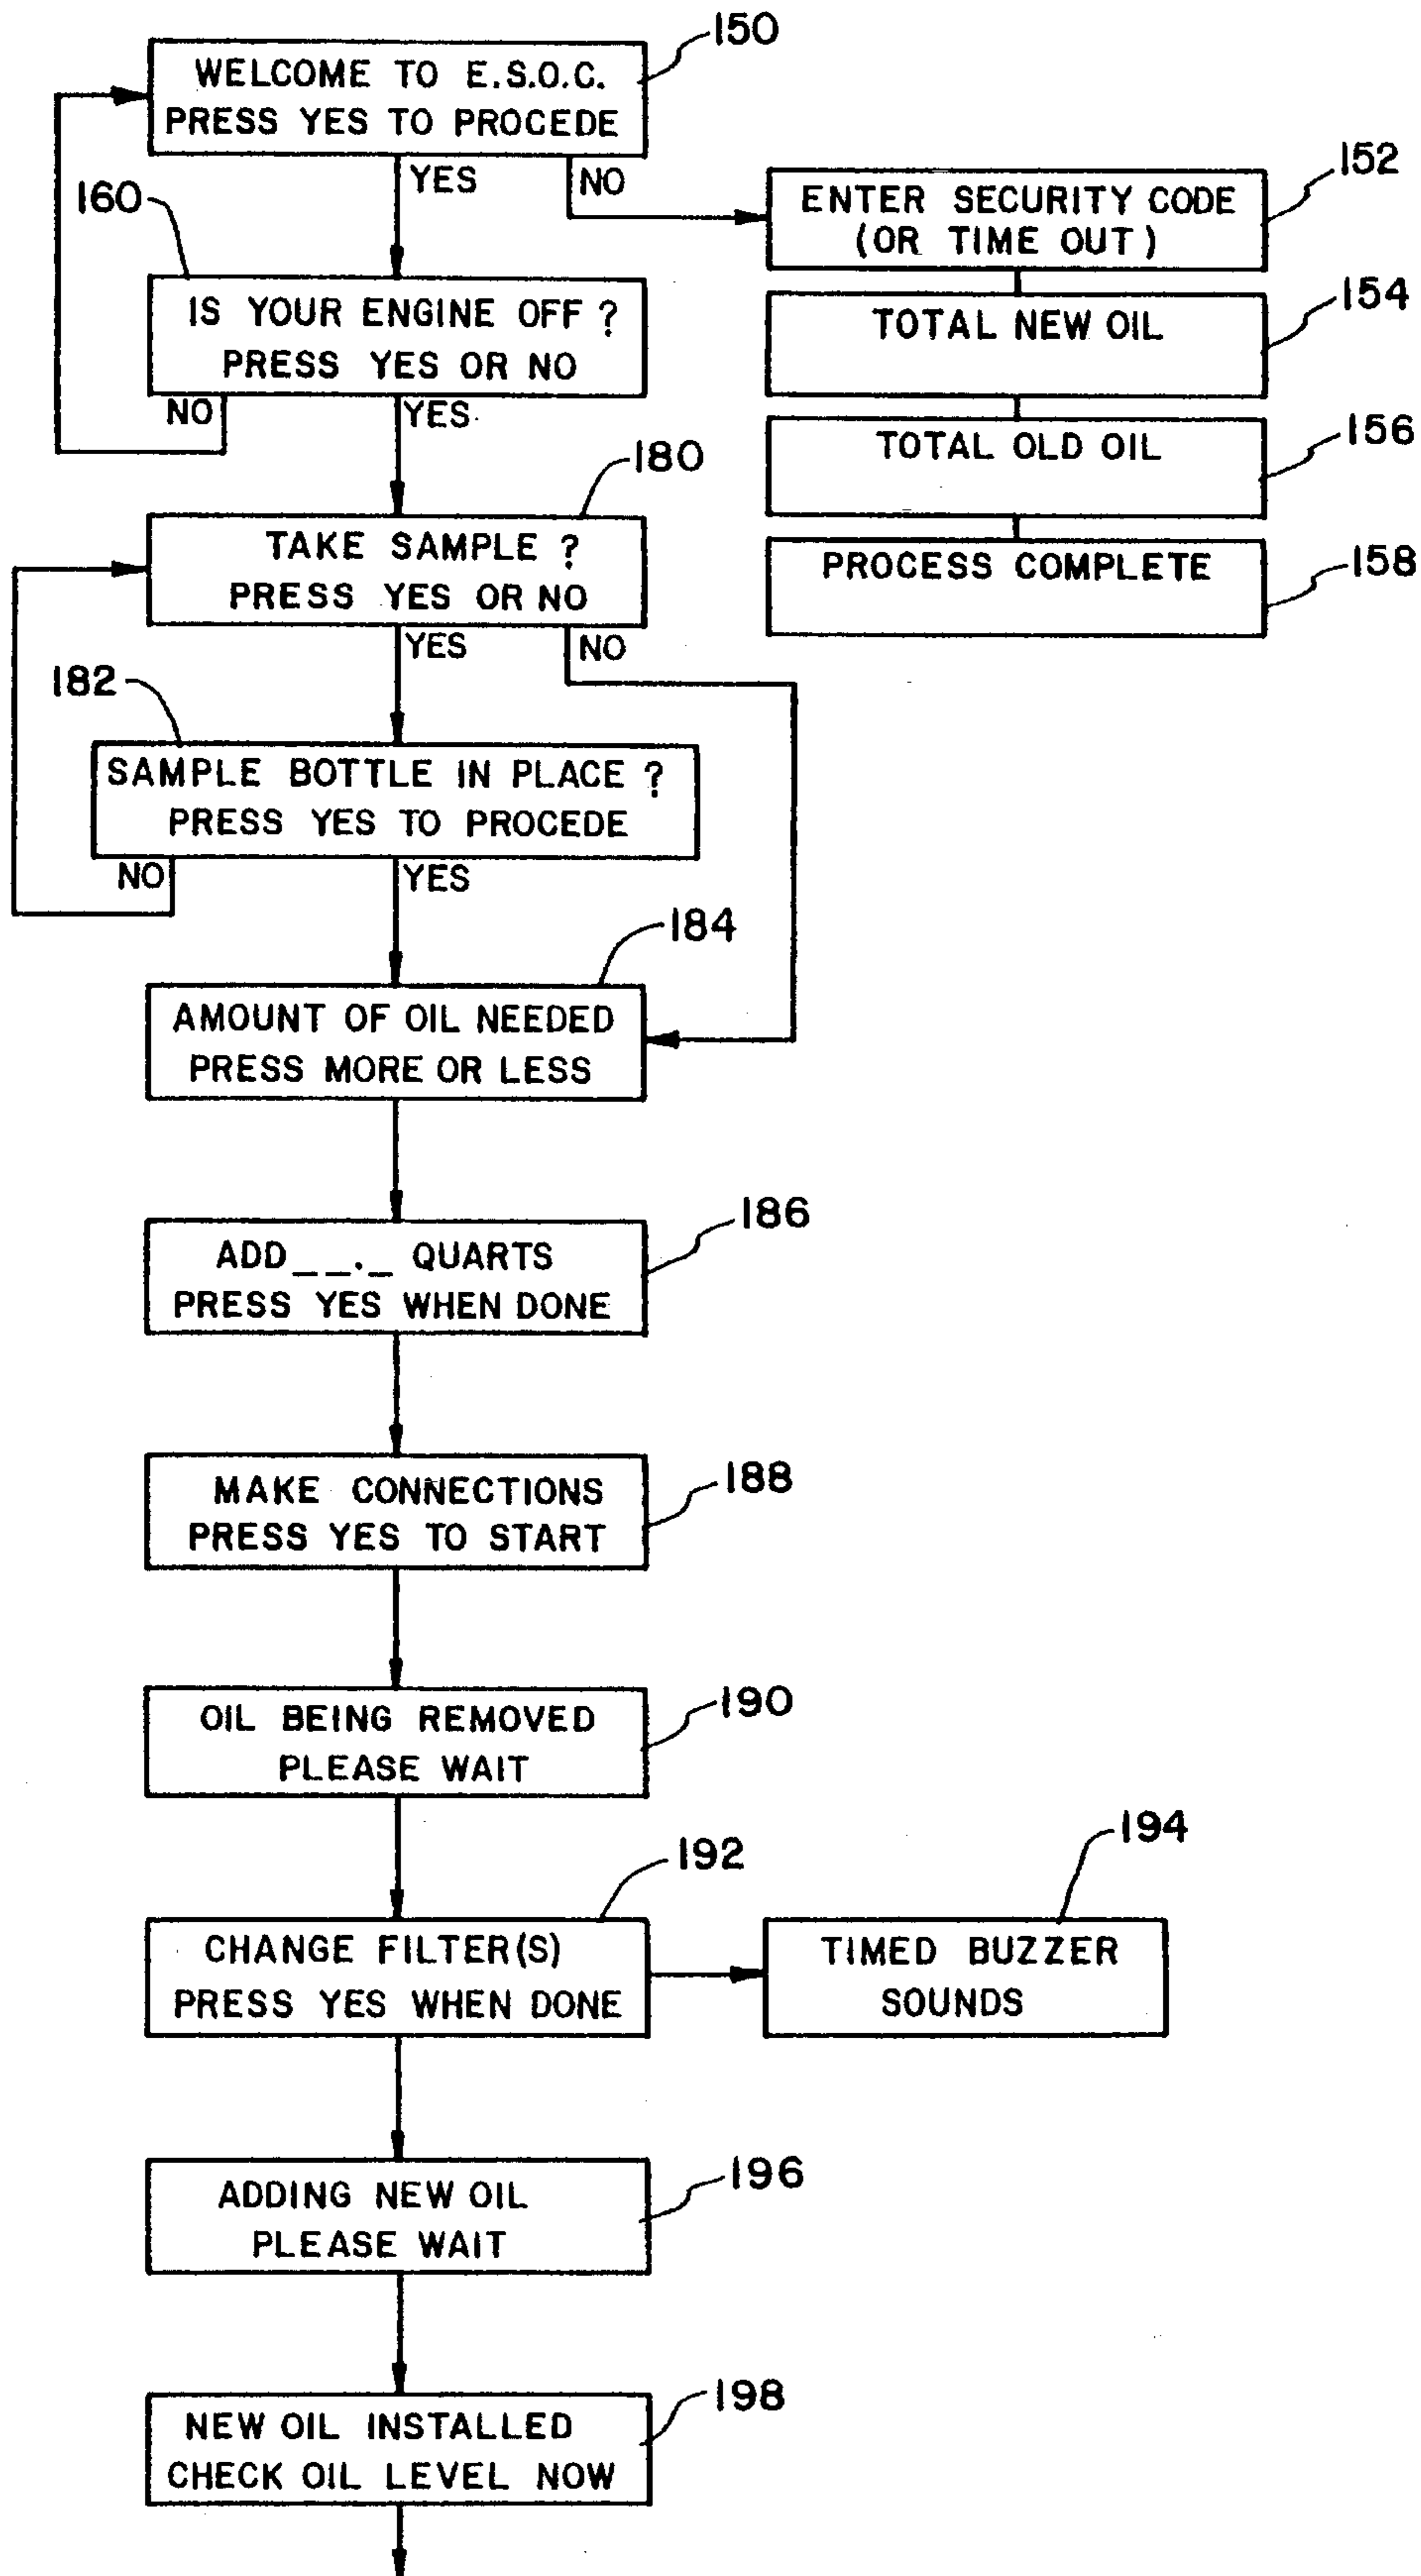 150
WELCOME TO E.S.O.C.
PRESS YES TO PROCEDE
YES
NO
152
ENTER SECURITY CODE
(OR TIME OUT)
154
TOTAL NEW OIL
156
TOTAL OLD OIL
158
PROCESS COMPLETE
160
IS YOUR ENGINE OFF ?
PRESS YES OR NO
NO
YES
180
TAKE SAMPLE ?
PRESS YES OR NO
YES
NO
182
SAMPLE BOTTLE IN PLACE ?
PRESS YES TO PROCEDE
NO
YES
184
AMOUNT OF OIL NEEDED
PRESS MORE OR LESS
186
ADD __._ QUARTS
PRESS YES WHEN DONE
188
MAKE CONNECTIONS
PRESS YES TO START
190
OIL BEING REMOVED
PLEASE WAIT
192
CHANGE FILTER(S)
PRESS YES WHEN DONE
194
TIMED BUZZER
SOUNDS
196
ADDING NEW OIL
PLEASE WAIT
198
NEW OIL INSTALLED
CHECK OIL LEVEL NOW